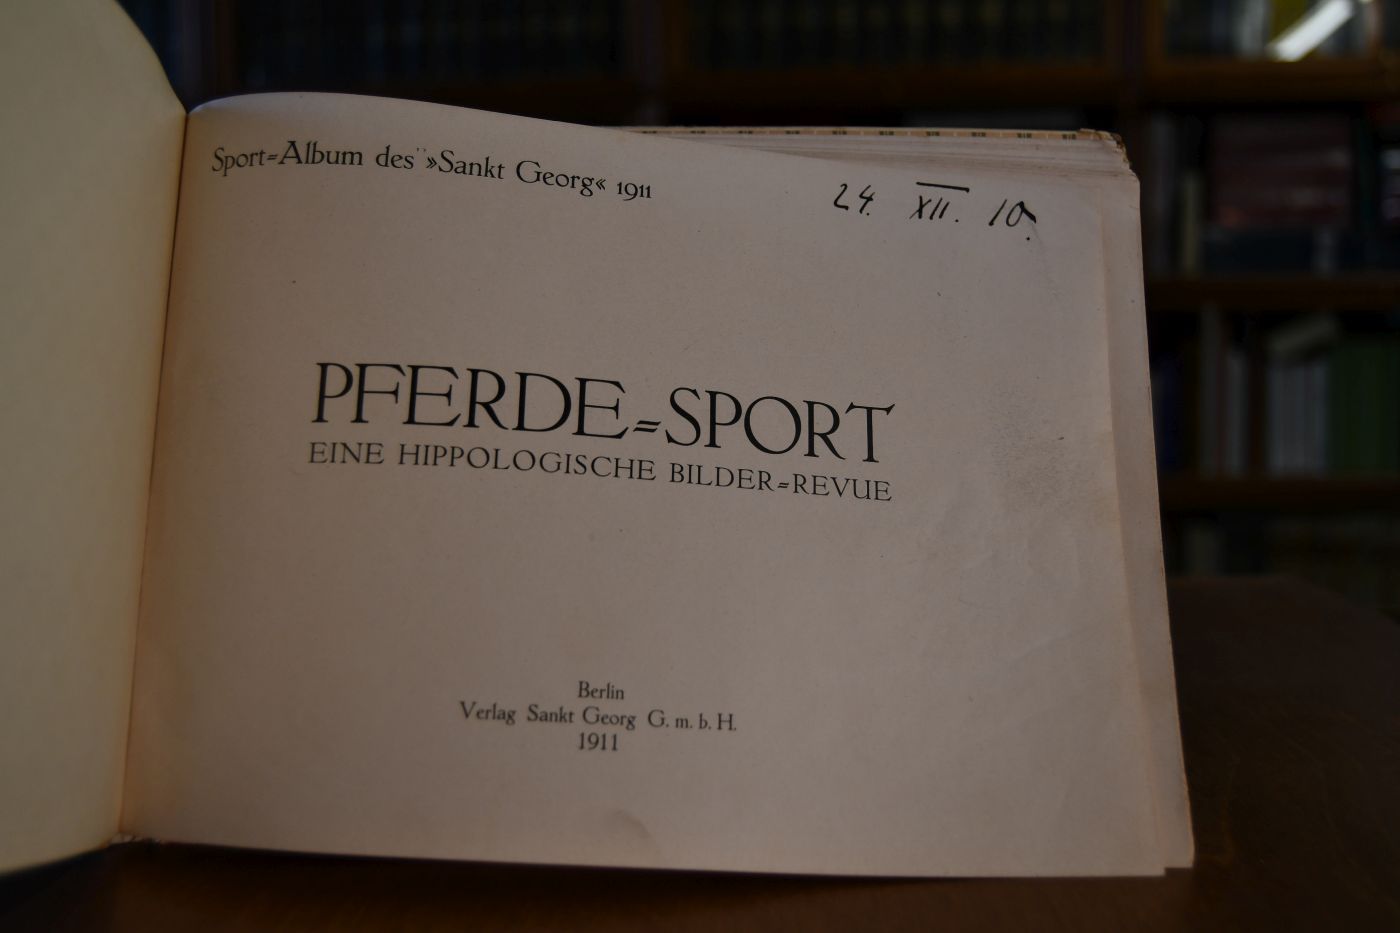 Sport=Album des »Sankt Georg« 1911
24. XII. 10.
PFERDE=SPORT
EINE HIPPOLOGISCHE BILDER=REVUE
Berlin
Verlag Sankt Georg G. m. b. H.
1911